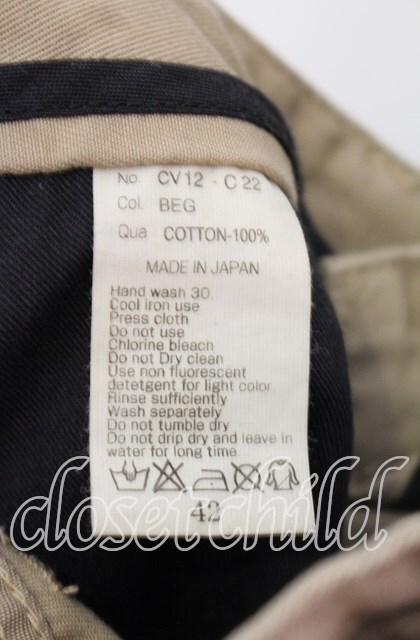 No. CV12 - C22
Col. BEG
Qua COTTON-100%
MADE IN JAPAN
Hand wash 30.
Cool iron use
Press cloth
Do not use
Chlorine bleach
Do not Dry clean
Use non fluorescent
detetgent for light color.
Rinse sufficiently
Wash separately
Do not tumble dry
Do not drip dry and leave in
water for long time.
42
closet child